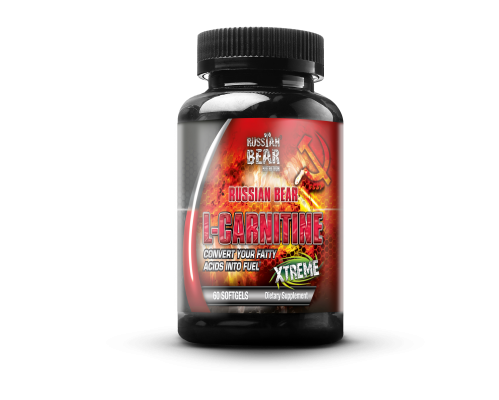 RUSSIAN
BEAR
RUSSIAN BEAR
L-CARNITINE
CONVERT YOUR FATTY
ACIDS INTO FUEL
XTREME
60 SOFTGELS Dietary Supplement